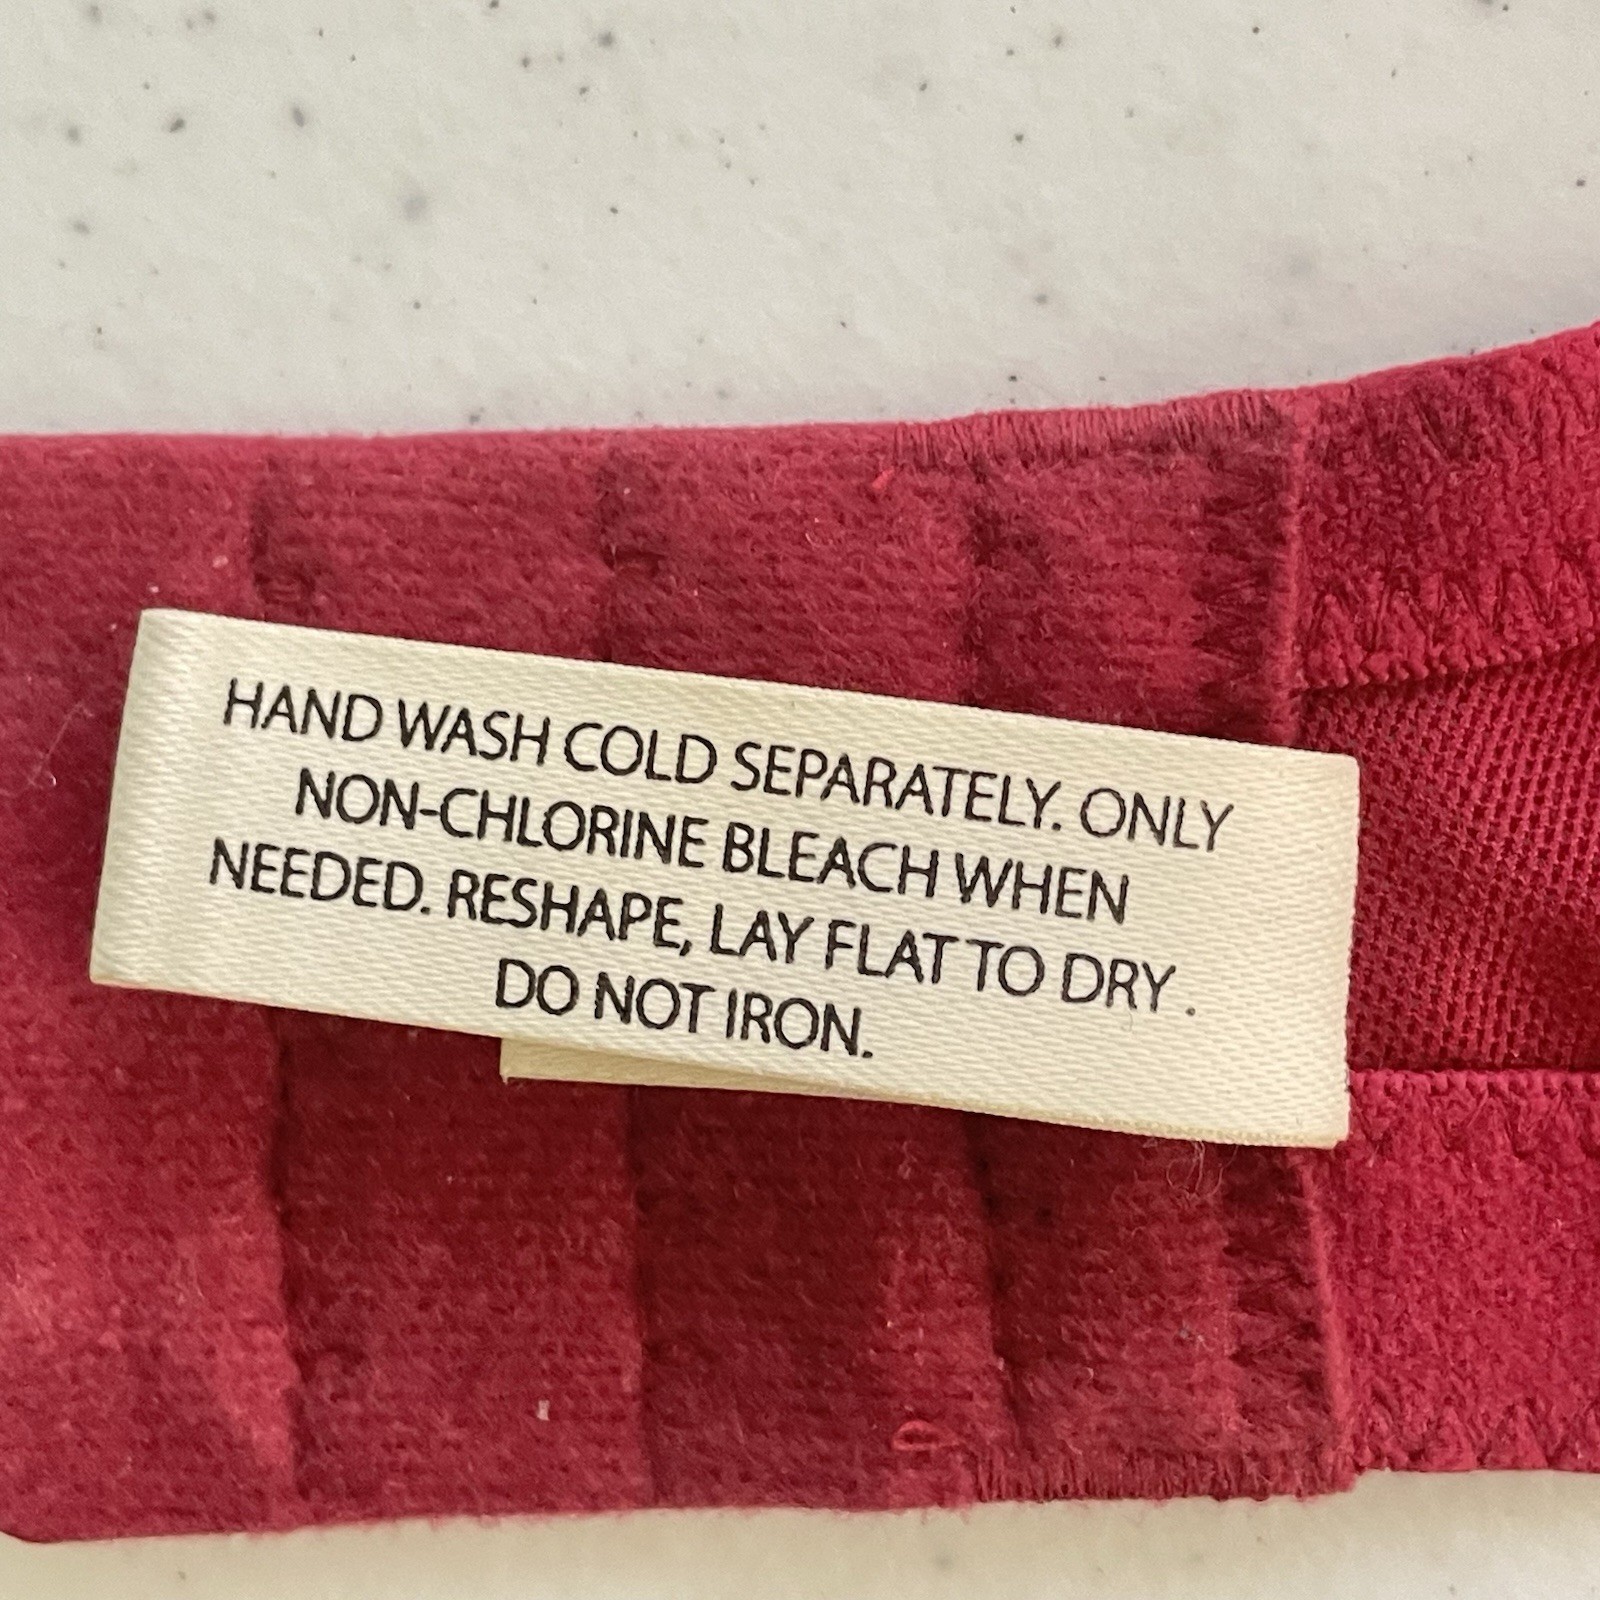 HAND WASH COLD SEPARATELY. ONLY
NON-CHLORINE BLEACH WHEN
NEEDED. RESHAPE, LAY FLAT TO DRY .
DO NOT IRON.